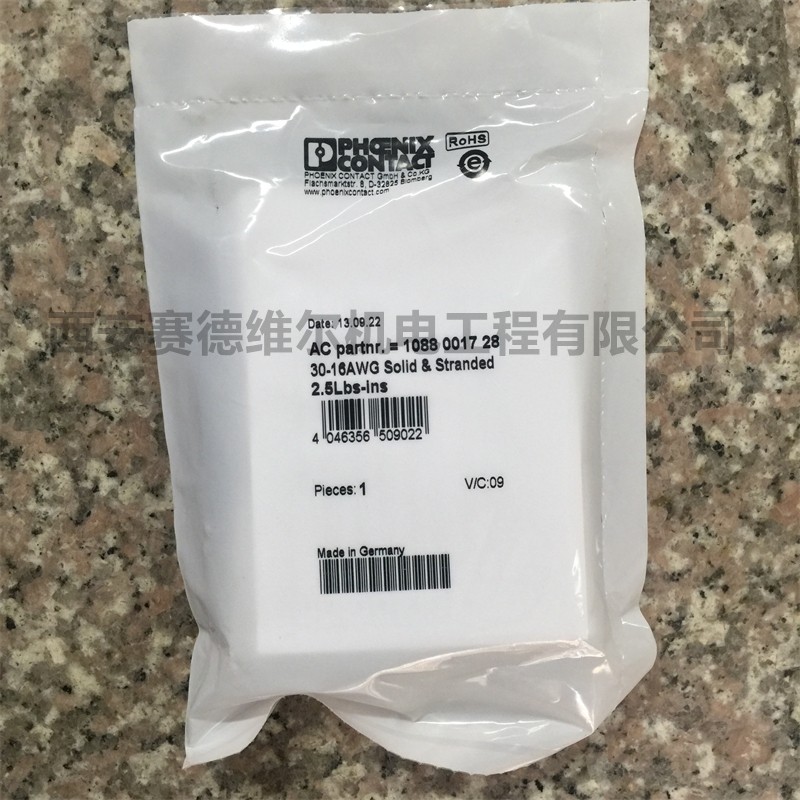 PHŒNIX
CONTACT
RoHS
e
PHOENIX CONTACT GmbH & Co.KG
Flachsmarktstr. 8, D-32825 Blomberg
www.phoenixcontact.com
西安赛德维尔机电工程有限公司
Date: 13.09.22
AC partnr. = 1088 0017 28
30-16AWG Solid & Stranded
2.5Lbs-ins
4 046356 509022
Pieces: 1 V/C:09
Made in Germany